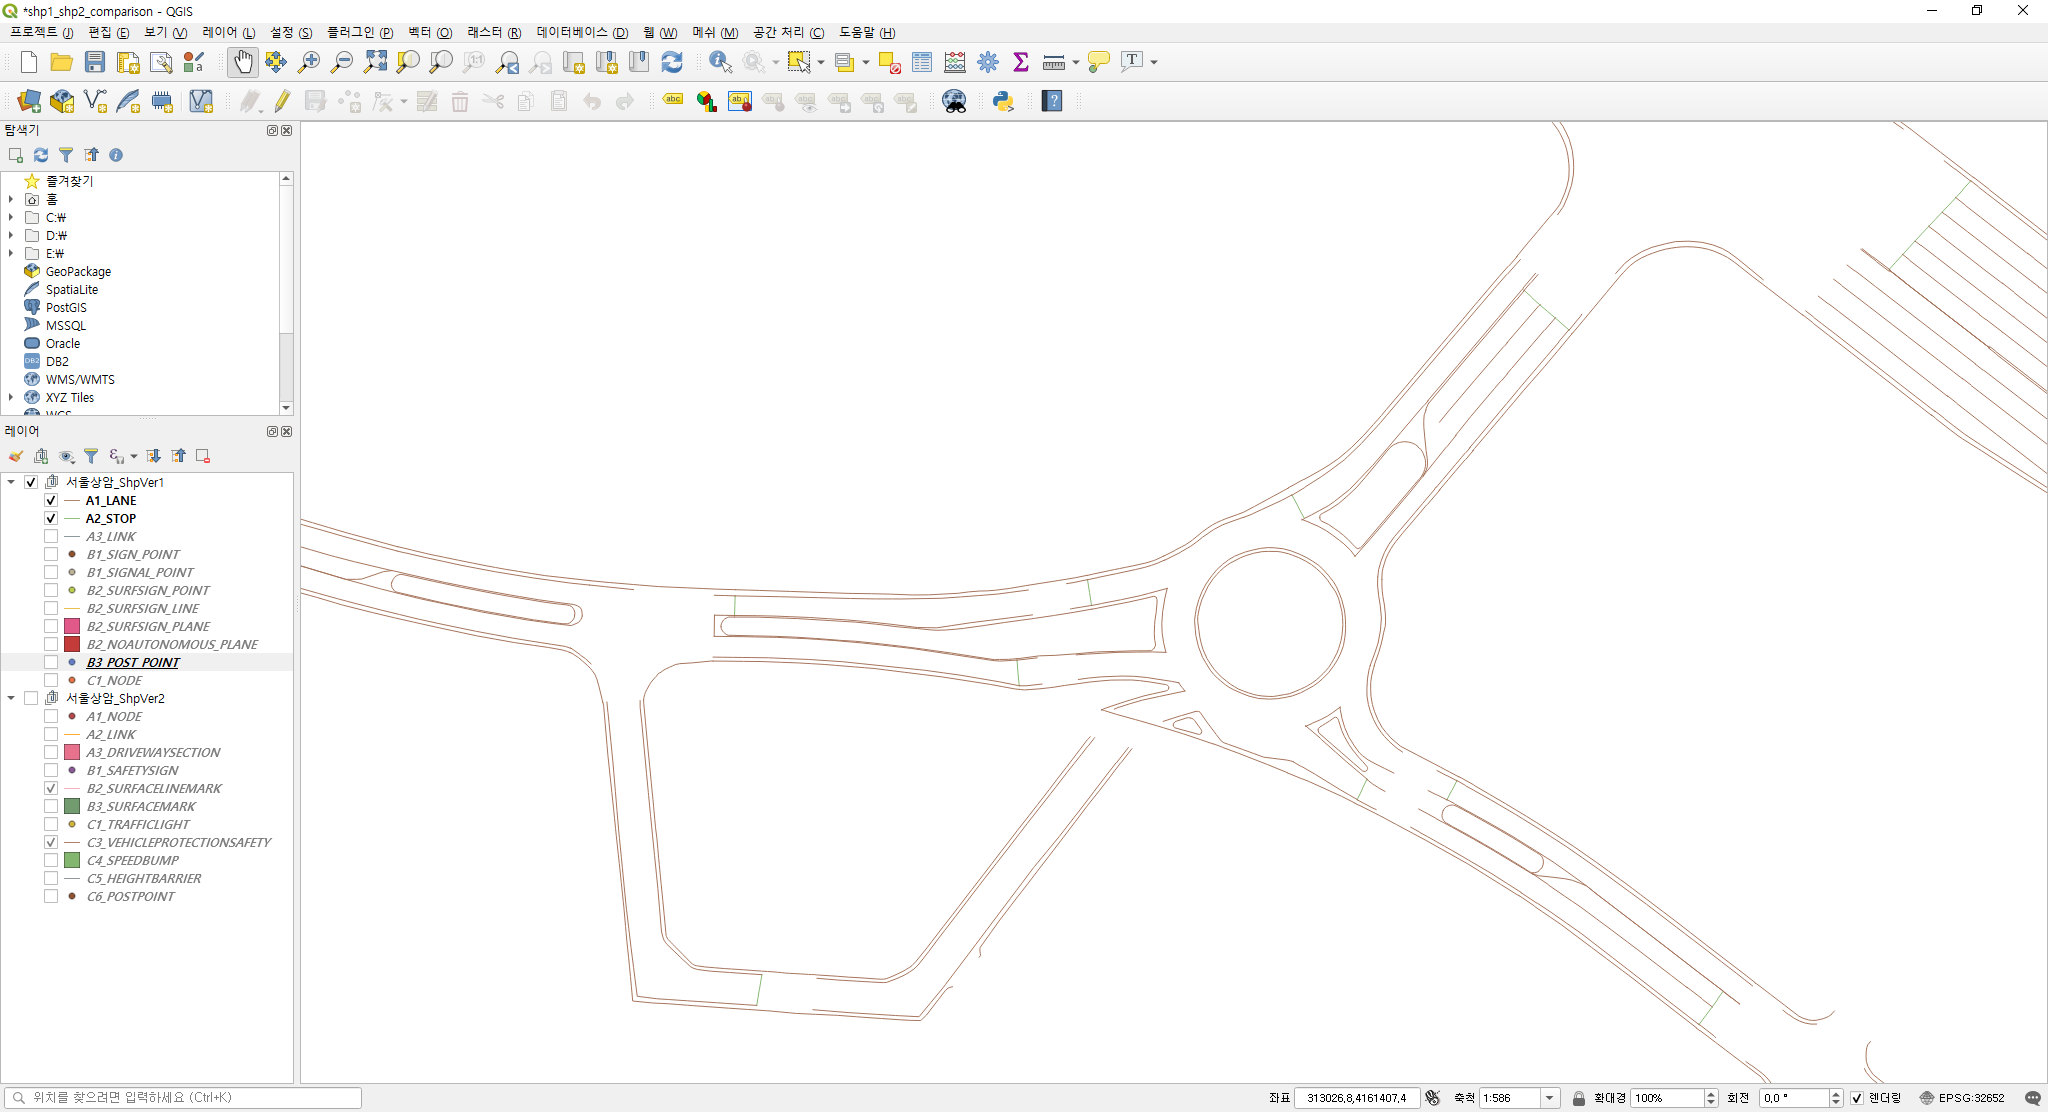 *shp1_shp2_comparison - QGIS
프로젝트 (J) 편집 (E) 보기 (V) 레이어 (L) 설정 (S) 플러그인 (P) 벡터 (O) 래스터 (R) 데이터베이스 (D) 웹 (W) 메쉬 (M) 공간 처리 (C) 도움말 (H)
탐색기
즐겨찾기
홈
C:₩
D:₩
E:₩
GeoPackage
SpatiaLite
PostGIS
MSSQL
Oracle
DB2
WMS/WMTS
XYZ Tiles
레이어
서울상암_ShpVer1
A1_LANE
A2_STOP
A3_LINK
B1_SIGN_POINT
B1_SIGNAL_POINT
B2_SURFSIGN_POINT
B2_SURFSIGN_LINE
B2_SURFSIGN_PLANE
B2_NOAUTONOMOUS_PLANE
B3_POST_POINT
C1_NODE
서울상암_ShpVer2
A1_NODE
A2_LINK
A3_DRIVEWAYSECTION
B1_SAFETYSIGN
B2_SURFACELINEMARK
B3_SURFACEMARK
C1_TRAFFICLIGHT
C3_VEHICLEPROTECTIONSAFETY
C4_SPEEDBUMP
C5_HEIGHTBARRIER
C6_POSTPOINT
위치를 찾으려면 입력하세요 (Ctrl+K) 좌표 313026,8,4161407,4 축척 1:586 확대경 100% 회전 0,0 ° 렌더링 EPSG:32652